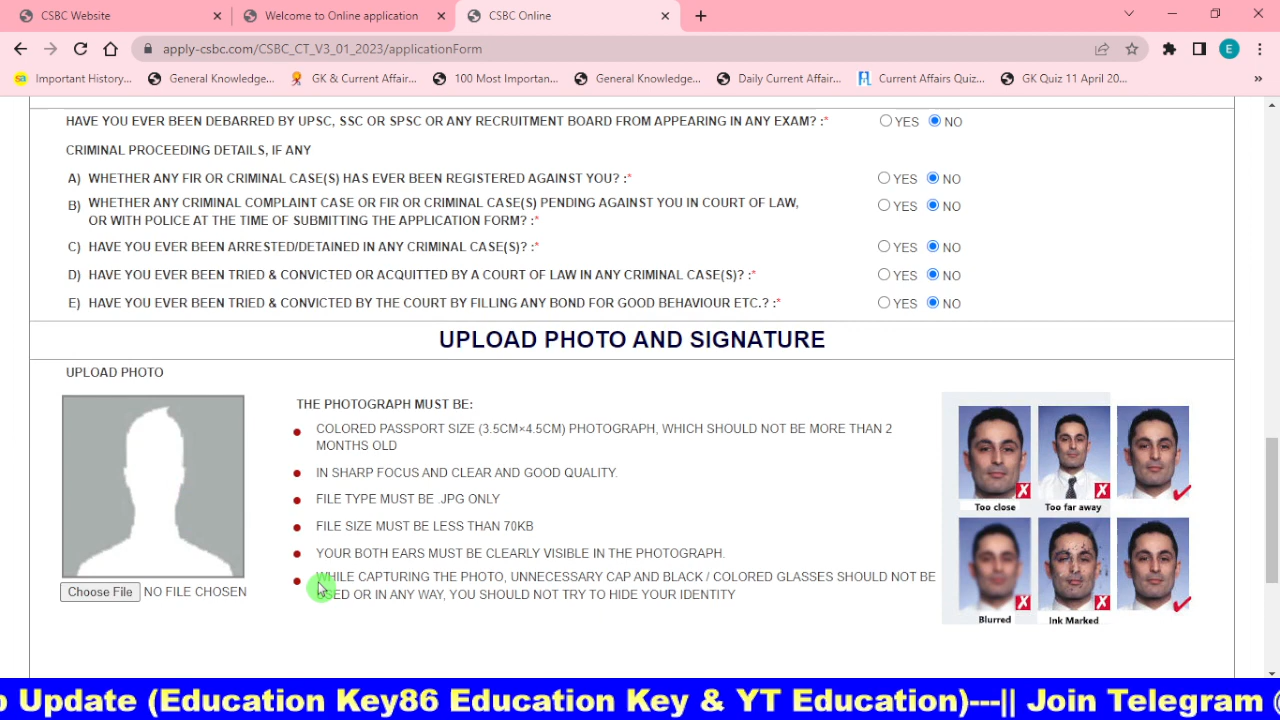 CSBC Website
Welcome to Online application
CSBC Online
apply-csbc.com/CSBC_CT_V3_01_2023/applicationForm
E
Important History...
General Knowledge...
GK & Current Affair...
100 Most Importan...
General Knowledge...
Daily Current Affair...
Current Affairs Quiz...
GK Quiz 11 April 20...
HAVE YOU EVER BEEN DEBARRED BY UPSC, SSC OR SPSC OR ANY RECRUITMENT BOARD FROM APPEARING IN ANY EXAM? :* YES NO
CRIMINAL PROCEEDING DETAILS, IF ANY
A) WHETHER ANY FIR OR CRIMINAL CASE(S) HAS EVER BEEN REGISTERED AGAINST YOU? :* YES NO
B) WHETHER ANY CRIMINAL COMPLAINT CASE OR FIR OR CRIMINAL CASE(S) PENDING AGAINST YOU IN COURT OF LAW, YES NO
OR WITH POLICE AT THE TIME OF SUBMITTING THE APPLICATION FORM? :*
C) HAVE YOU EVER BEEN ARRESTED/DETAINED IN ANY CRIMINAL CASE(S)? :* YES NO
D) HAVE YOU EVER BEEN TRIED & CONVICTED OR ACQUITTED BY A COURT OF LAW IN ANY CRIMINAL CASE(S)? :* YES NO
E) HAVE YOU EVER BEEN TRIED & CONVICTED BY THE COURT BY FILLING ANY BOND FOR GOOD BEHAVIOUR ETC.? :* YES NO
UPLOAD PHOTO AND SIGNATURE
UPLOAD PHOTO
THE PHOTOGRAPH MUST BE:
COLORED PASSPORT SIZE (3.5CM×4.5CM) PHOTOGRAPH, WHICH SHOULD NOT BE MORE THAN 2
MONTHS OLD
IN SHARP FOCUS AND CLEAR AND GOOD QUALITY.
FILE TYPE MUST BE .JPG ONLY
FILE SIZE MUST BE LESS THAN 70KB
YOUR BOTH EARS MUST BE CLEARLY VISIBLE IN THE PHOTOGRAPH.
WHILE CAPTURING THE PHOTO, UNNECESSARY CAP AND BLACK / COLORED GLASSES SHOULD NOT BE
OR IN ANY WAY, YOU SHOULD NOT TRY TO HIDE YOUR IDENTITY
Choose File NO FILE CHOSEN
Too close
Too far away
Blurred
Ink Marked
Update (Education Key86 Education Key & YT Education)---|| Join Telegram